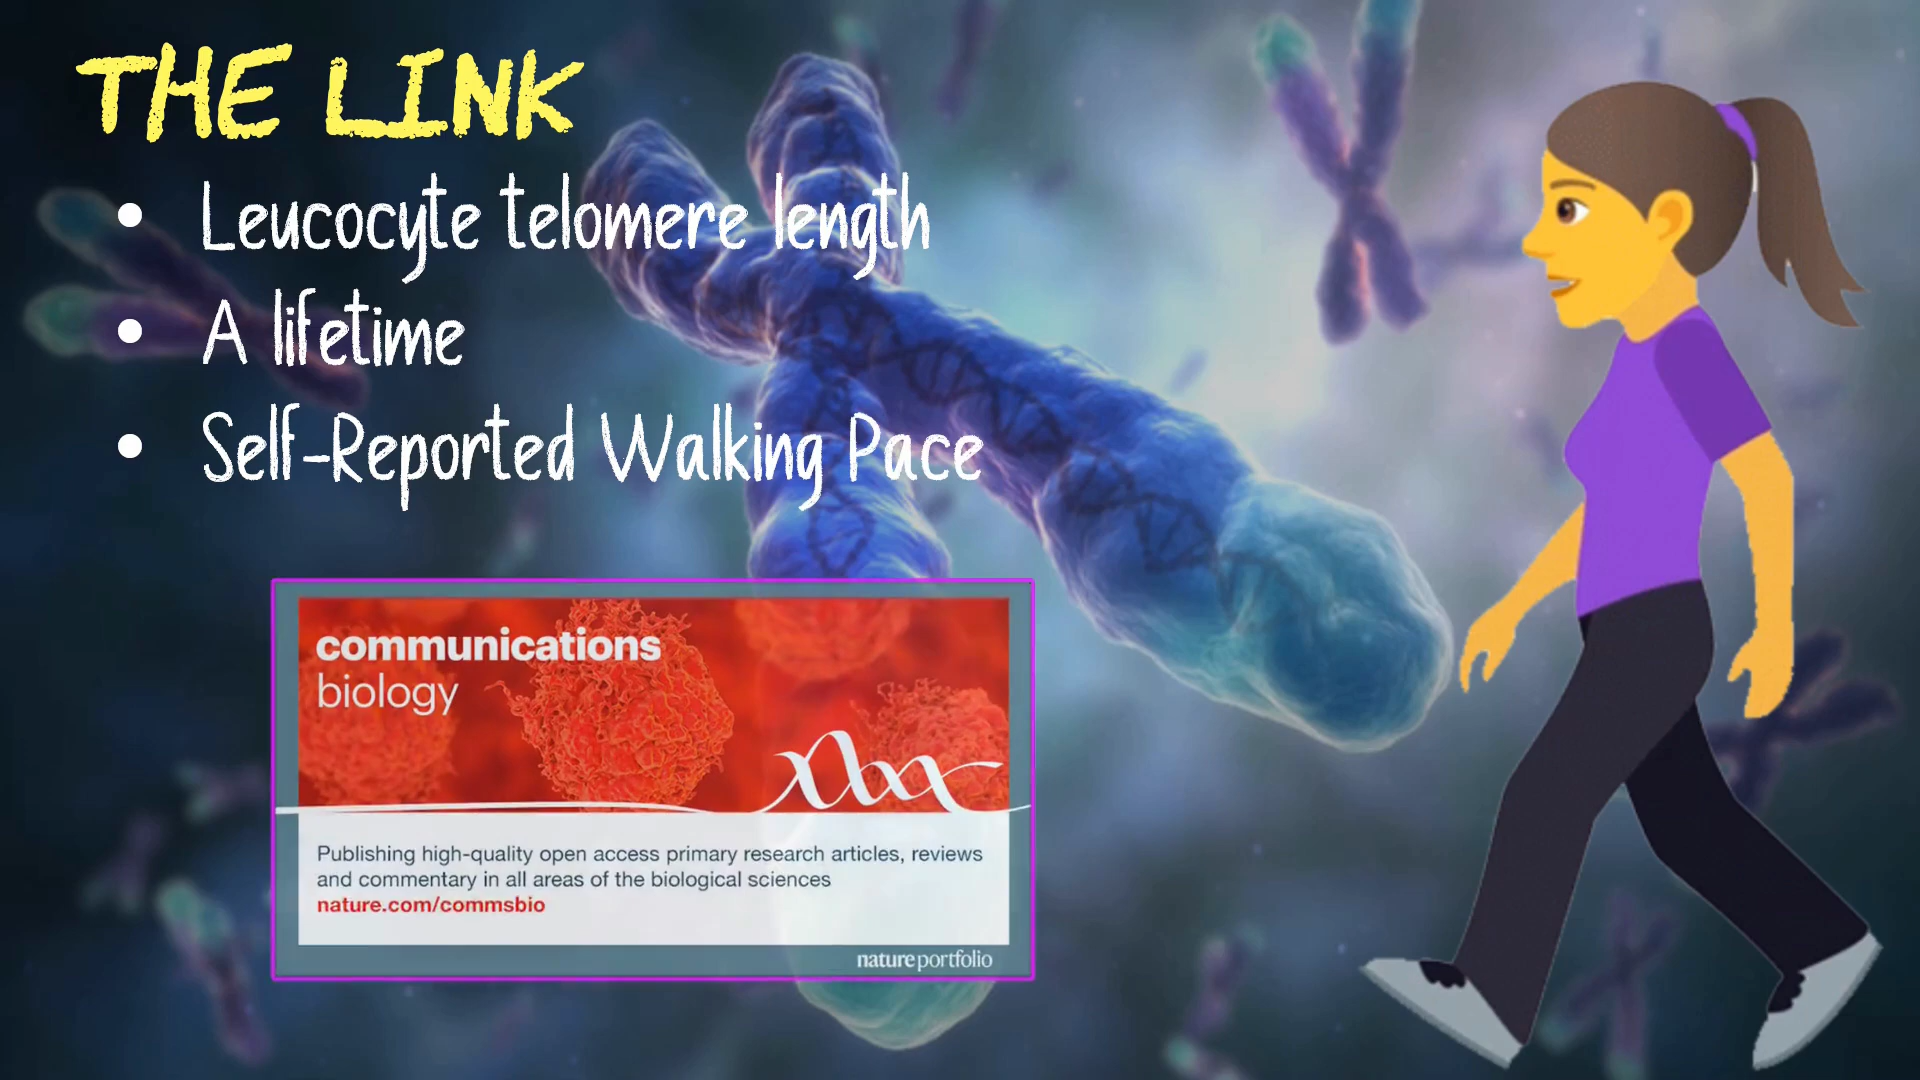 THE LINK
• Leucocyte telomere length
• A lifetime
• Self-Reported Walking Pace
communications
biology
Publishing high-quality open access primary research articles, reviews
and commentary in all areas of the biological sciences
nature.com/commsbio
natureportfolio